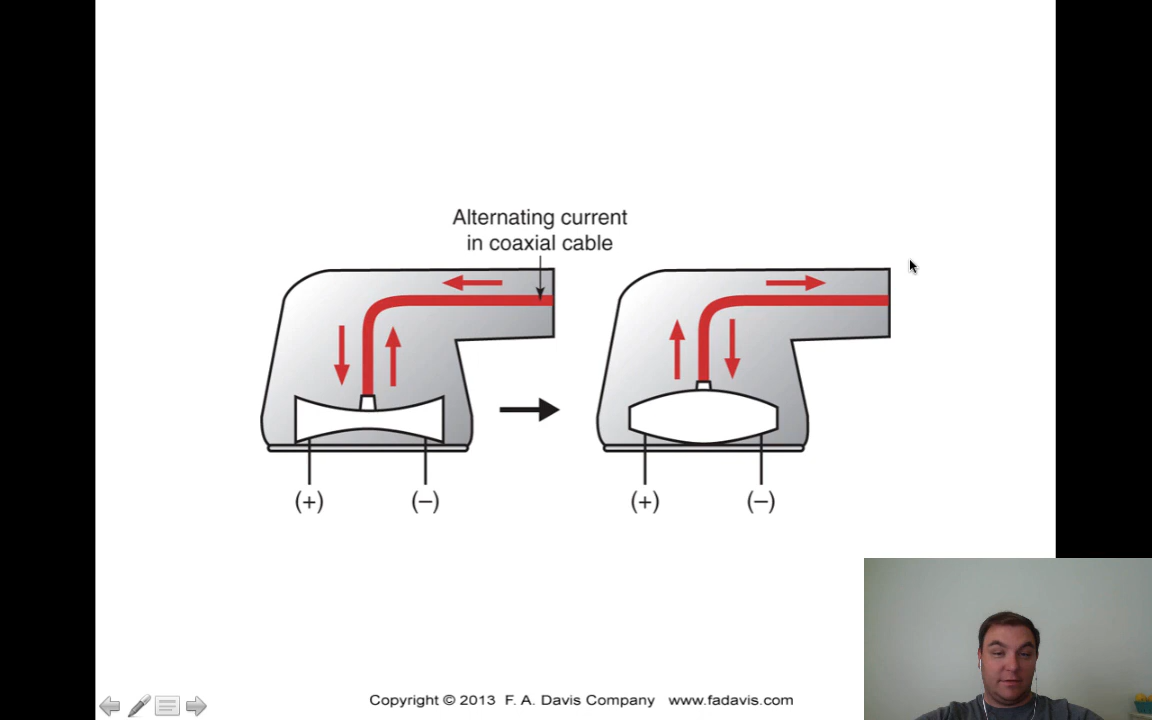 Alternating current
in coaxial cable
(+) (–) (+) (–)
Copyright © 2013 F. A. Davis Company www.fadavis.com